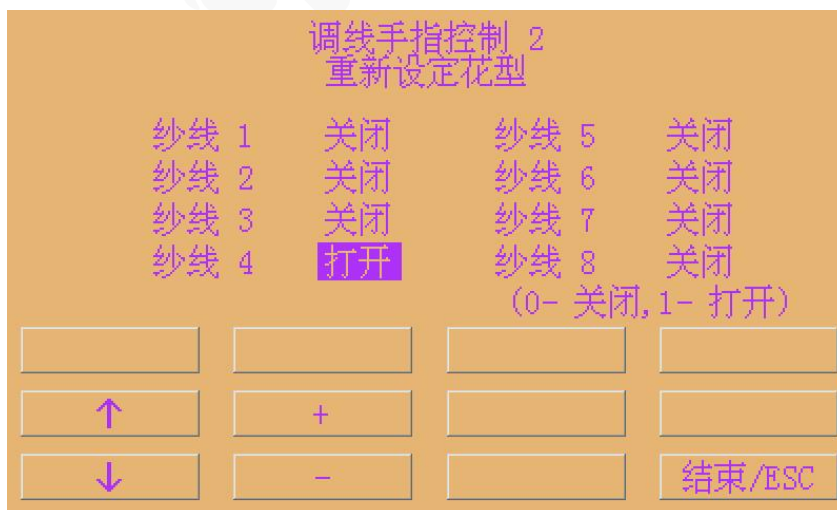 调线手指控制 2
重新设定花型
纱线 1 关闭 纱线 5 关闭
纱线 2 关闭 纱线 6 关闭
纱线 3 关闭 纱线 7 关闭
纱线 4 打开 纱线 8 关闭
(0- 关闭,1- 打开)
↑ +
↓ - 结束/ESC